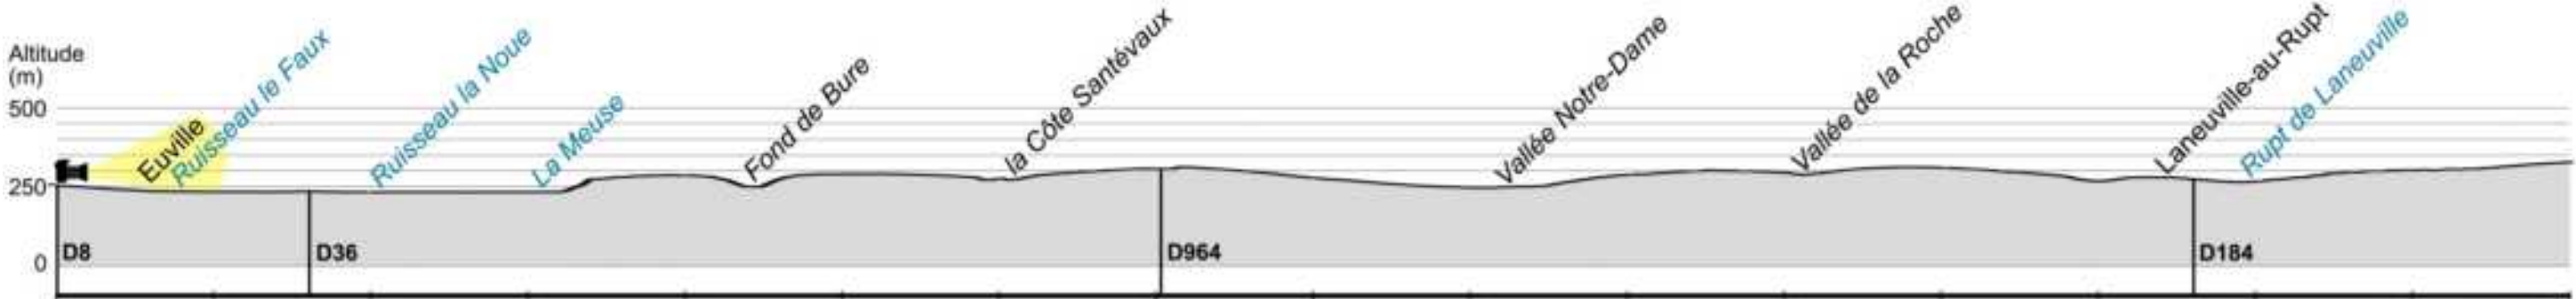 Altitude
(m)
500
250
0
Euville
Ruisseau le Faux
Ruisseau la Noue
La Meuse
Fond de Bure
la Côte Santévaux
Vallée Notre-Dame
Vallée de la Roche
Laneuville-au-Rupt
Rupt de Laneuville
D8
D36
D964
D184